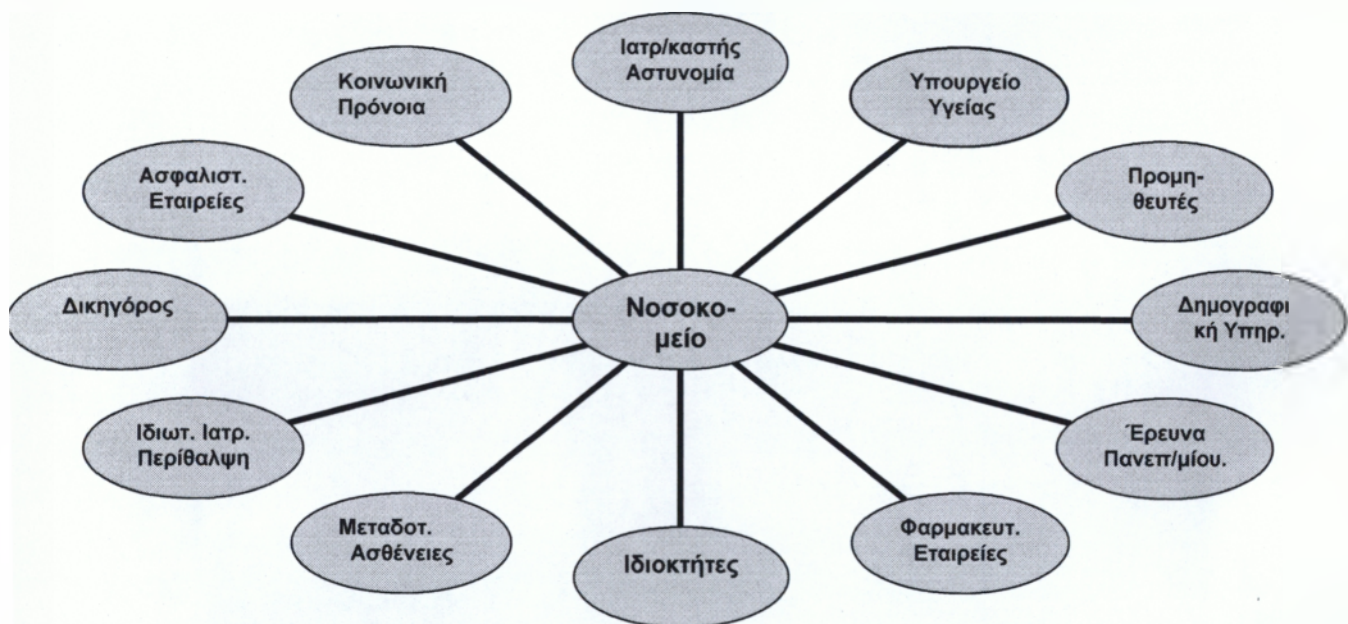 Ιατρ/καστής
Αστυνομία
Κοινωνική
Πρόνοια
Υπουργείο
Υγείας
Ασφαλιστ.
Εταιρείες
Προμη-
θευτές
Δικηγόρος
Νοσοκο-
μείο
Δημογραφι
κή Υπηρ.
Ιδιωτ. Ιατρ.
Περίθαλψη
Έρευνα
Πανεπ/μίου.
Μεταδοτ.
Ασθένειες
Ιδιοκτήτες
Φαρμακευτ.
Εταιρείες